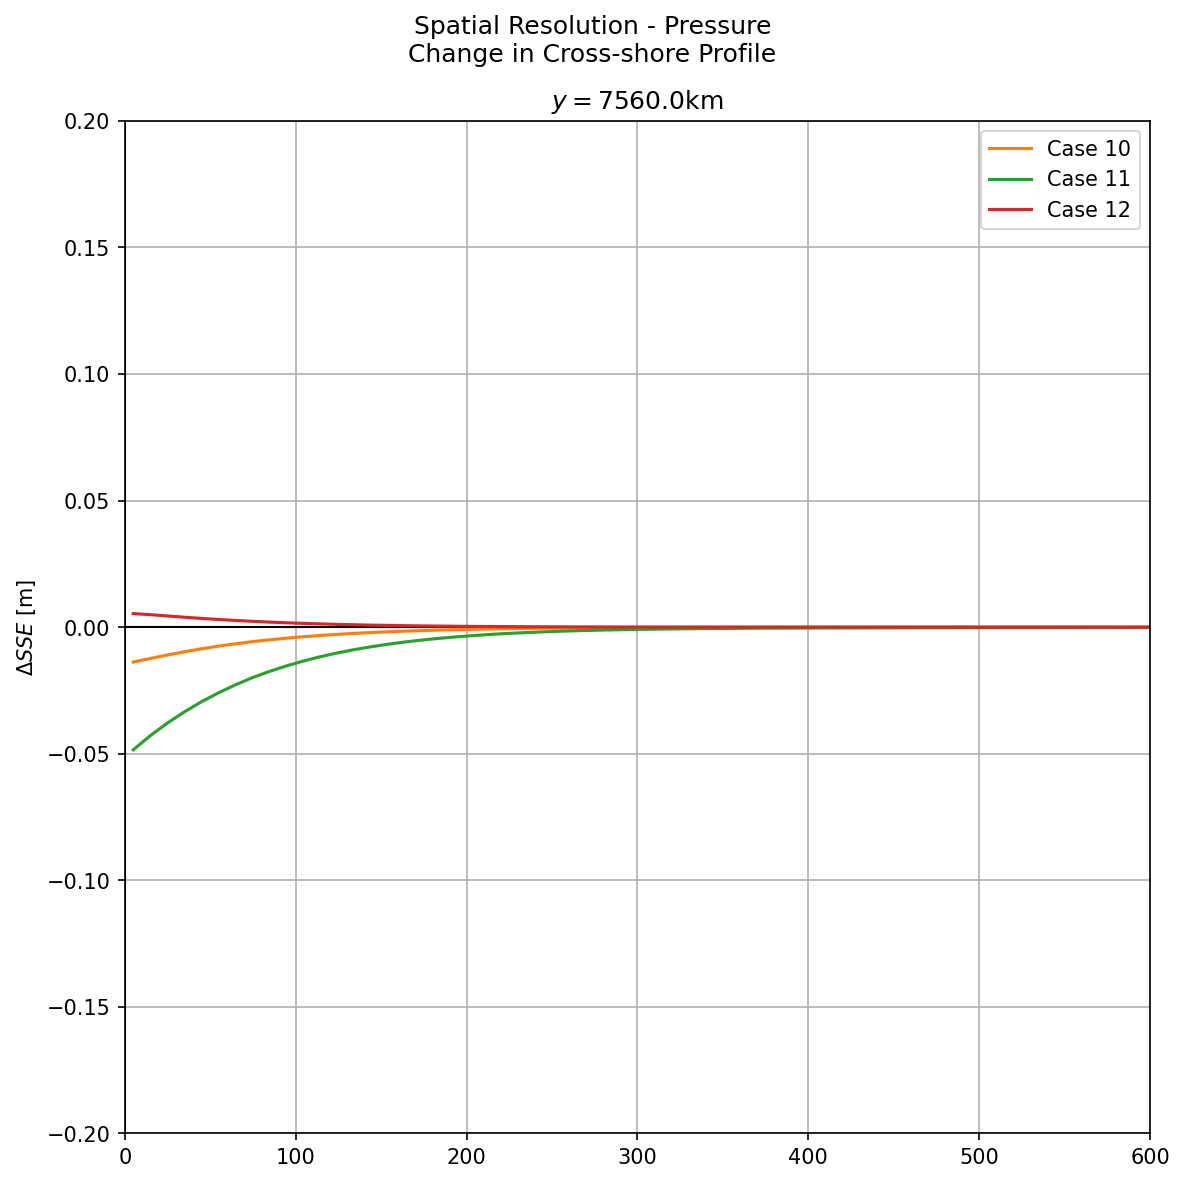 Spatial Resolution - Pressure
Change in Cross-shore Profile
y = 7560.0km
Case 10
Case 11
Case 12
ΔSSE [m]
0.20
0.15
0.10
0.05
0.00
−0.05
−0.10
−0.15
−0.20
0 100 200 300 400 500 600